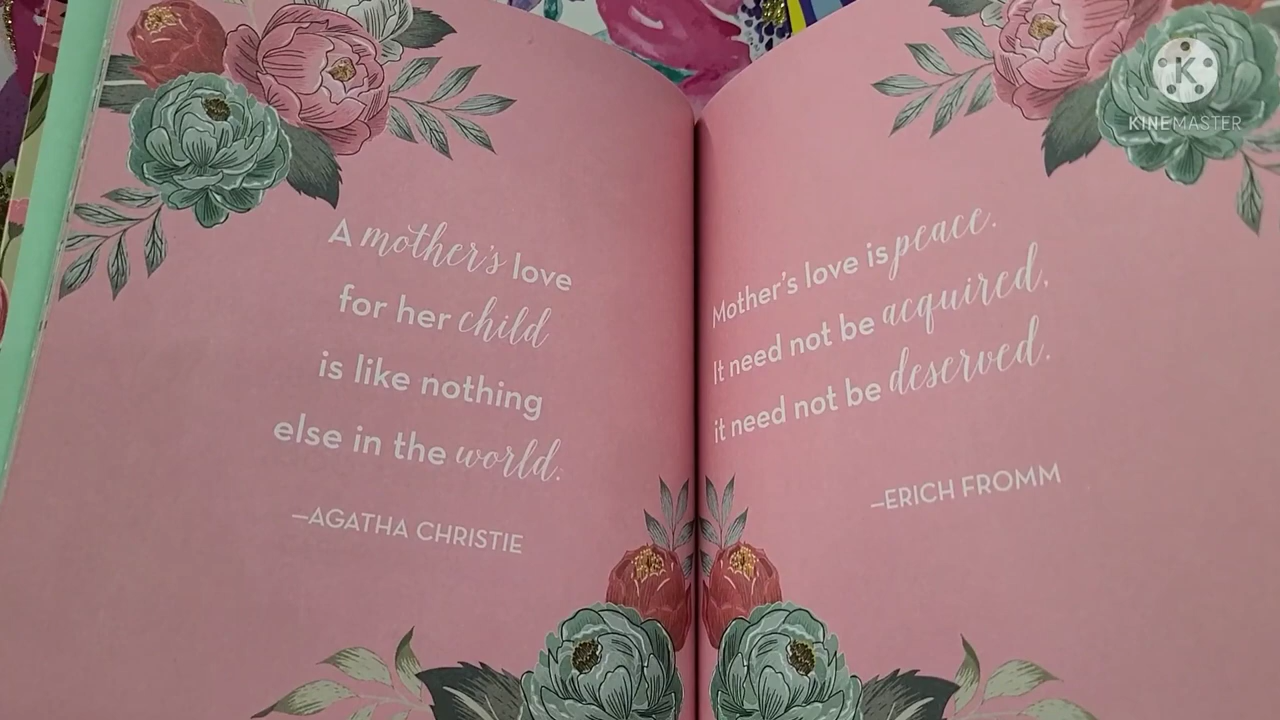 A mother's love
for her child
is like nothing
else in the world.
–AGATHA CHRISTIE
Mother's love is peace.
It need not be acquired,
it need not be deserved.
–ERICH FROMM
KINEMASTER